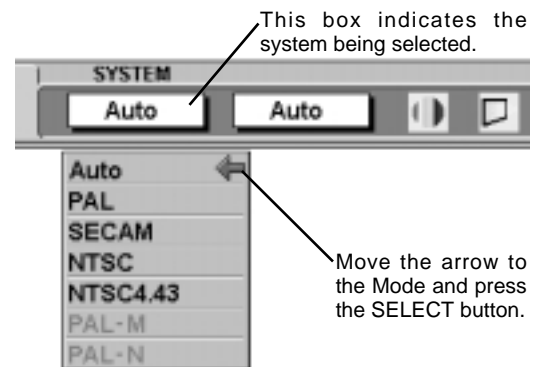 This box indicates the
system being selected.
SYSTEM
Auto
Auto
Auto
PAL
SECAM
NTSC
NTSC4.43
PAL-M
PAL-N
Move the arrow to
the Mode and press
the SELECT button.